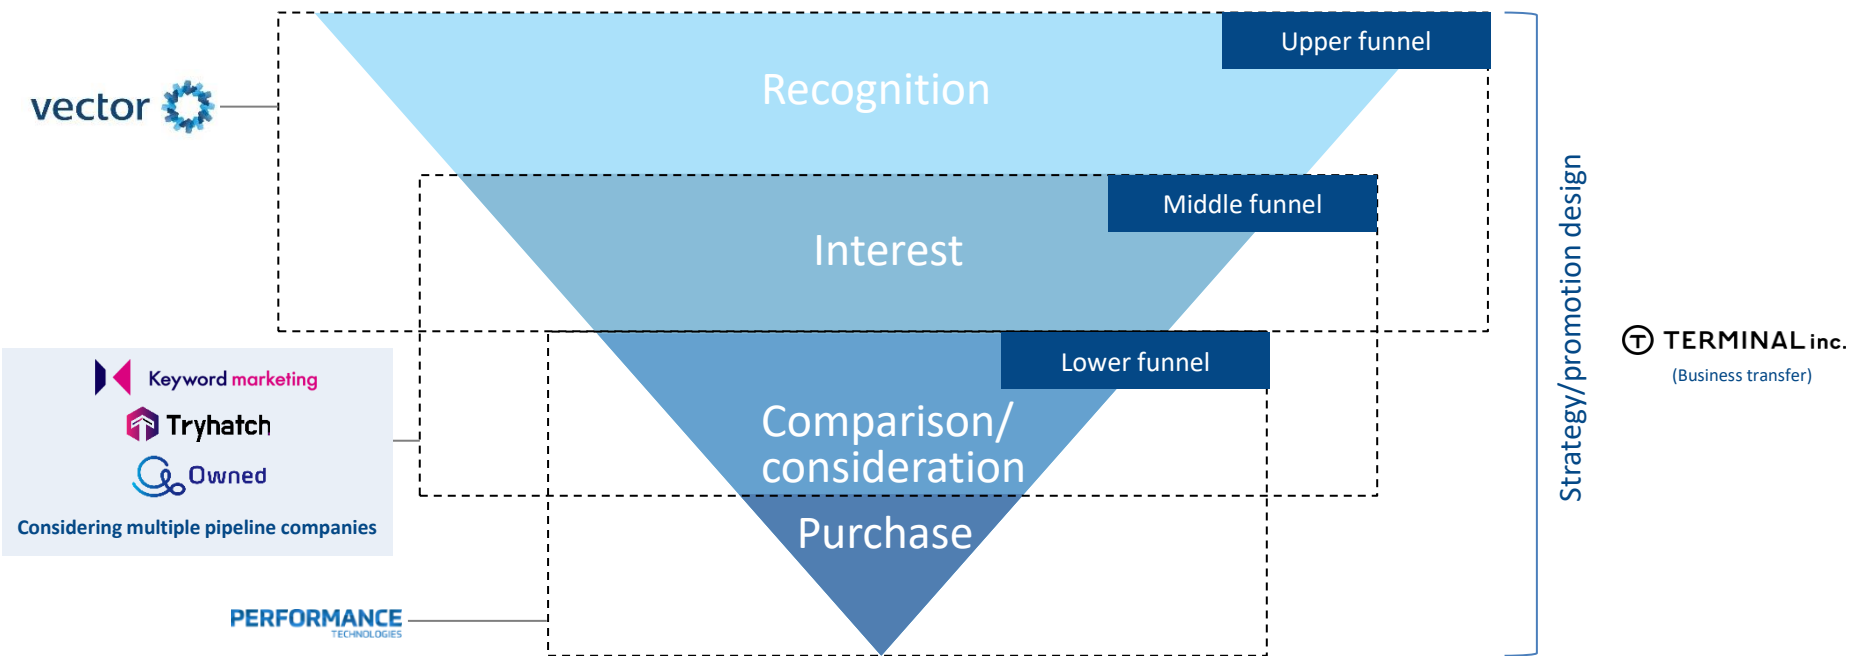 Upper funnel
Recognition
vector
Middle funnel
Interest
Lower funnel
Comparison/
consideration
Purchase
Keyword marketing
Tryhatch
Owned
Considering multiple pipeline companies
PERFORMANCE
TECHNOLOGIES
Strategy/promotion design
TERMINAL inc.
(Business transfer)